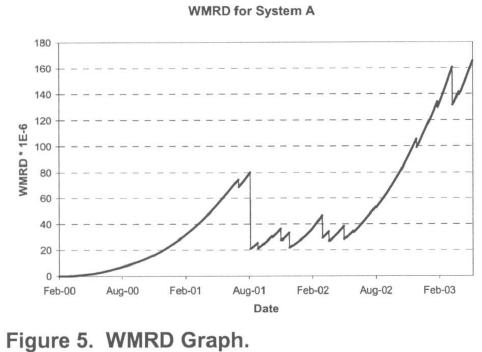 WMRD for System A
180
160
140
120
100
80
60
40
20
0
WMRD * 1E-6
Feb-00 Aug-00 Feb-01 Aug-01 Feb-02 Aug-02 Feb-03
Date
Figure 5. WMRD Graph.